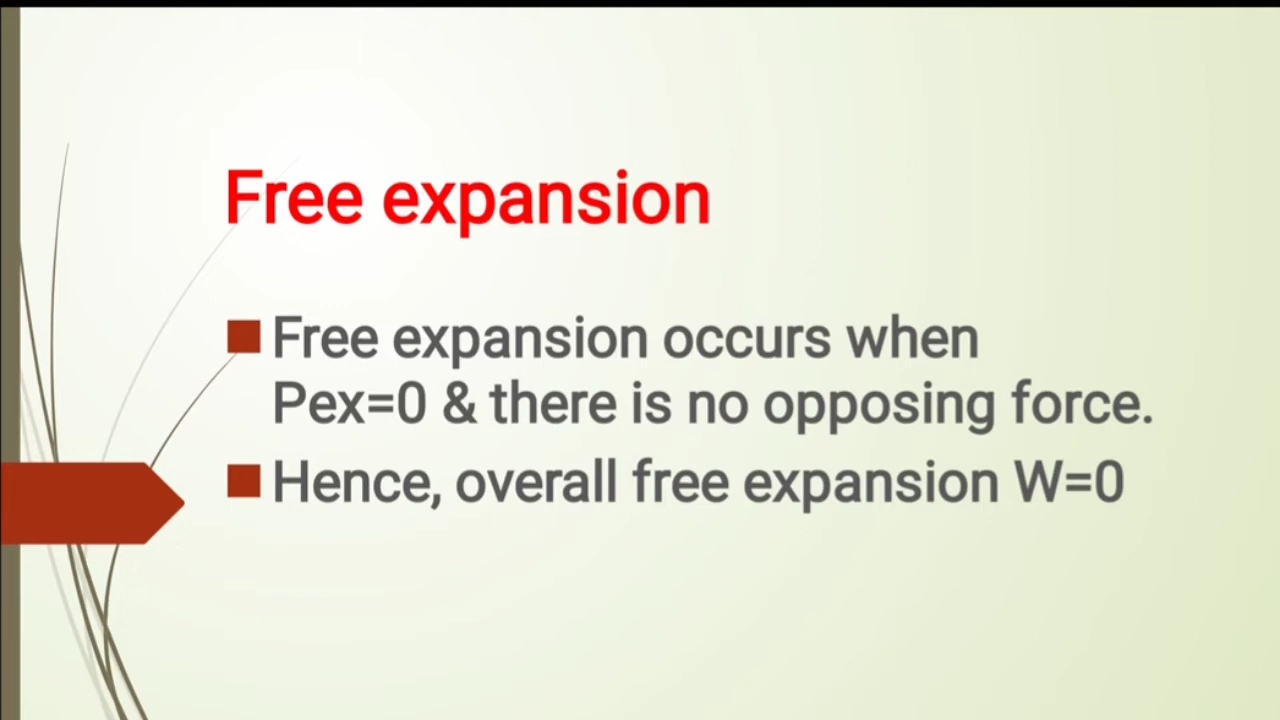 Free expansion
Free expansion occurs when
Pex=0 & there is no opposing force.
Hence, overall free expansion W=0